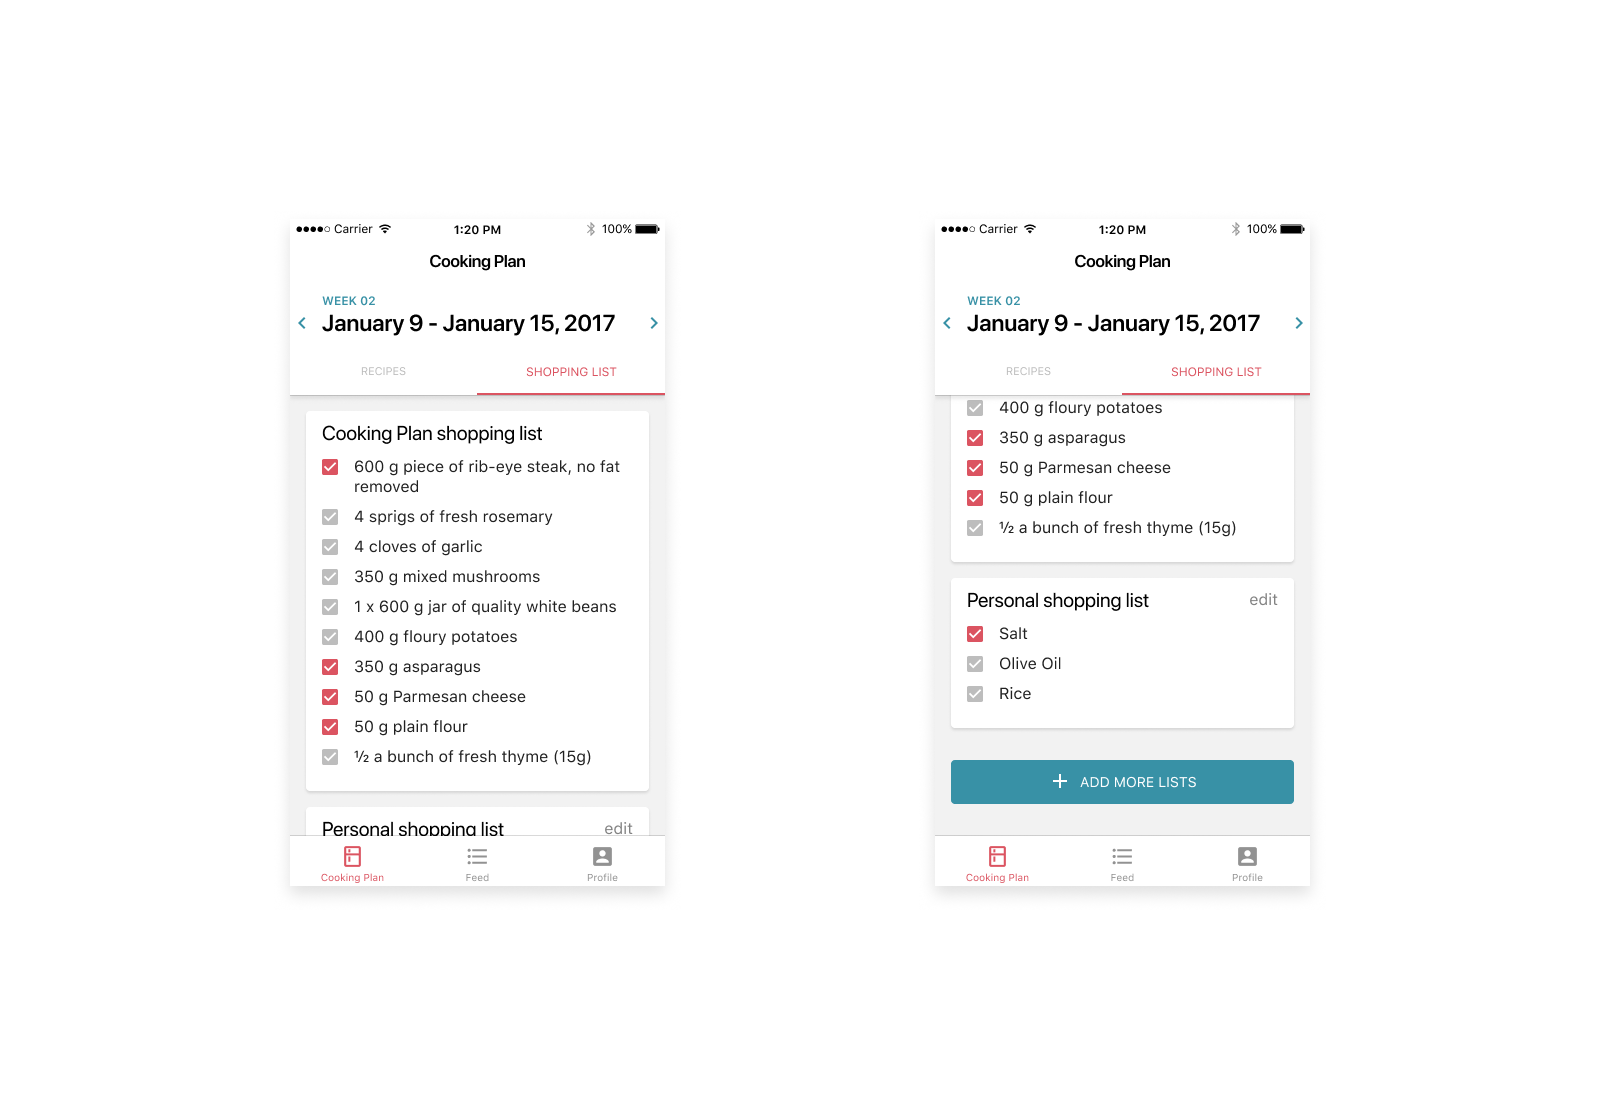 Carrier 1:20 PM 100%
Cooking Plan
WEEK 02
January 9 - January 15, 2017
RECIPES SHOPPING LIST
Cooking Plan shopping list
600 g piece of rib-eye steak, no fat
removed
4 sprigs of fresh rosemary
4 cloves of garlic
350 g mixed mushrooms
1 x 600 g jar of quality white beans
400 g floury potatoes
350 g asparagus
50 g Parmesan cheese
50 g plain flour
½ a bunch of fresh thyme (15g)
Personal shopping list edit
Cooking Plan Feed Profile
Carrier 1:20 PM 100%
Cooking Plan
WEEK 02
January 9 - January 15, 2017
RECIPES SHOPPING LIST
400 g floury potatoes
350 g asparagus
50 g Parmesan cheese
50 g plain flour
½ a bunch of fresh thyme (15g)
Personal shopping list edit
Salt
Olive Oil
Rice
ADD MORE LISTS
Cooking Plan Feed Profile